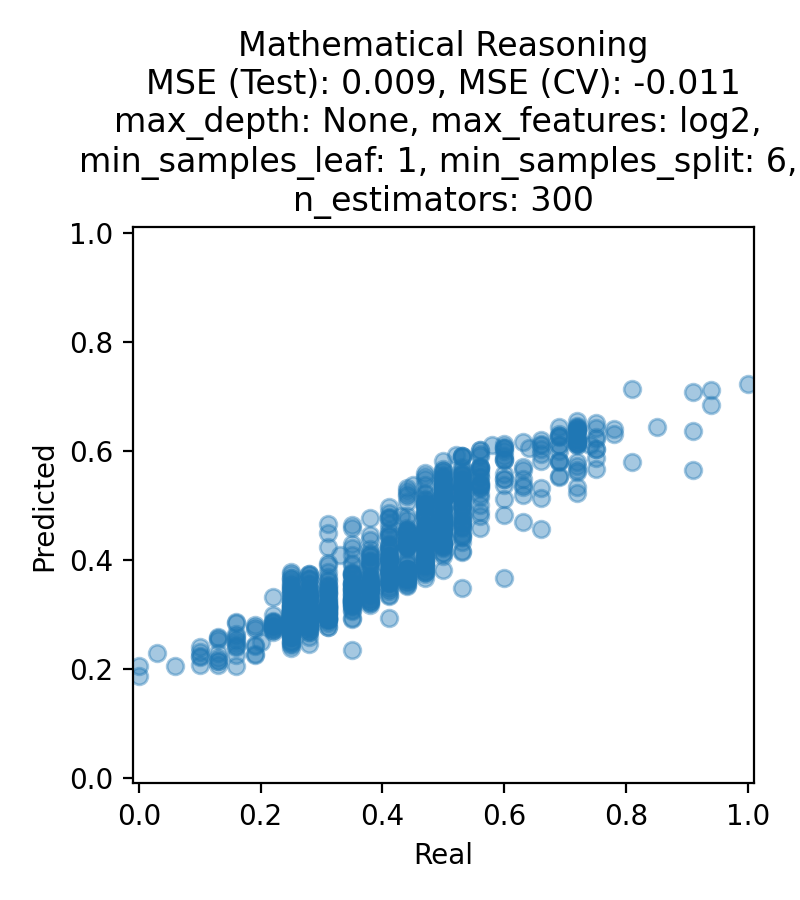 Mathematical Reasoning
MSE (Test): 0.009, MSE (CV): -0.011
max_depth: None, max_features: log2,
min_samples_leaf: 1, min_samples_split: 6,
n_estimators: 300
1.0
0.8
0.6
0.4
0.2
0.0
Predicted
0.0 0.2 0.4 0.6 0.8 1.0
Real